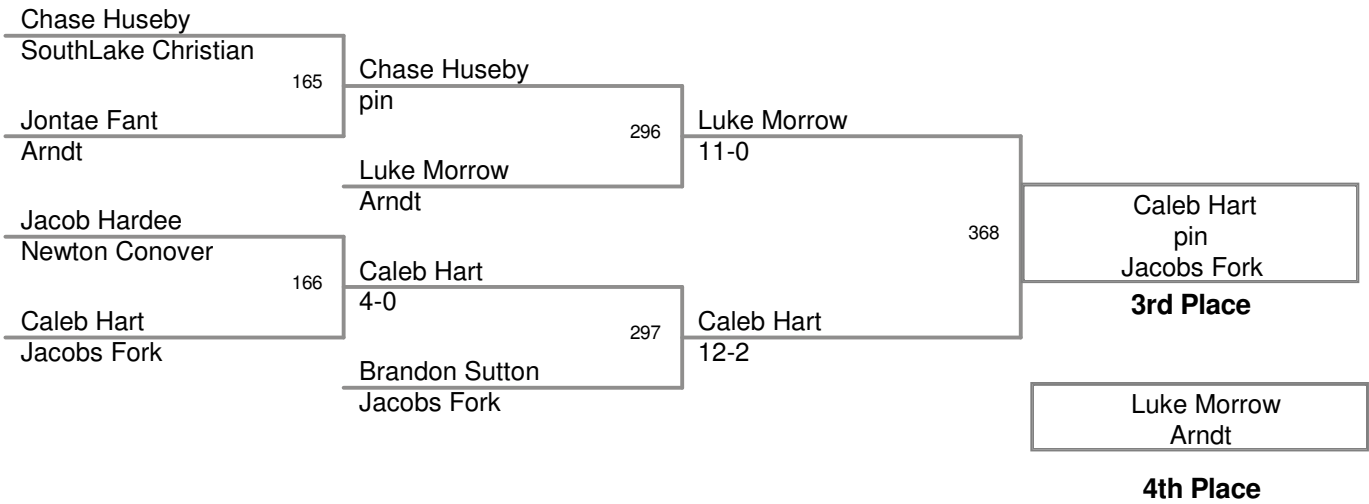 Chase Huseby
SouthLake Christian
165
Jontae Fant
Arndt
Jacob Hardee
Newton Conover
166
Caleb Hart
Jacobs Fork
Chase Huseby
pin
296
Luke Morrow
Arndt
Caleb Hart
4-0
297
Brandon Sutton
Jacobs Fork
Luke Morrow
11-0
368
Caleb Hart
12-2
Caleb Hart
pin
Jacobs Fork
3rd Place
Luke Morrow
Arndt
4th Place